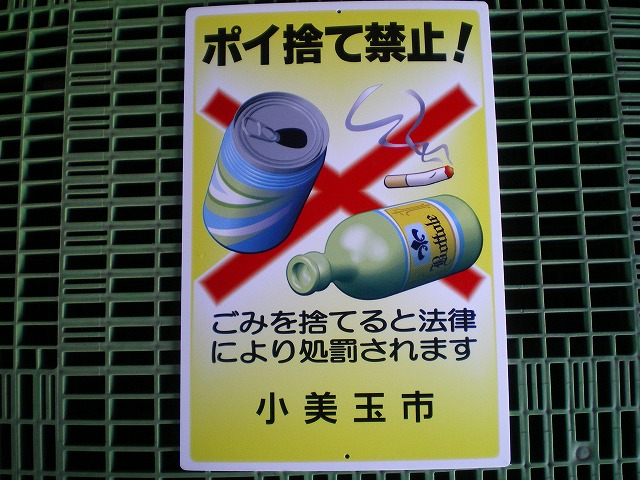 ポイ捨て禁止!
Bottole
ごみを捨てると法律
により処罰されます
小美玉市